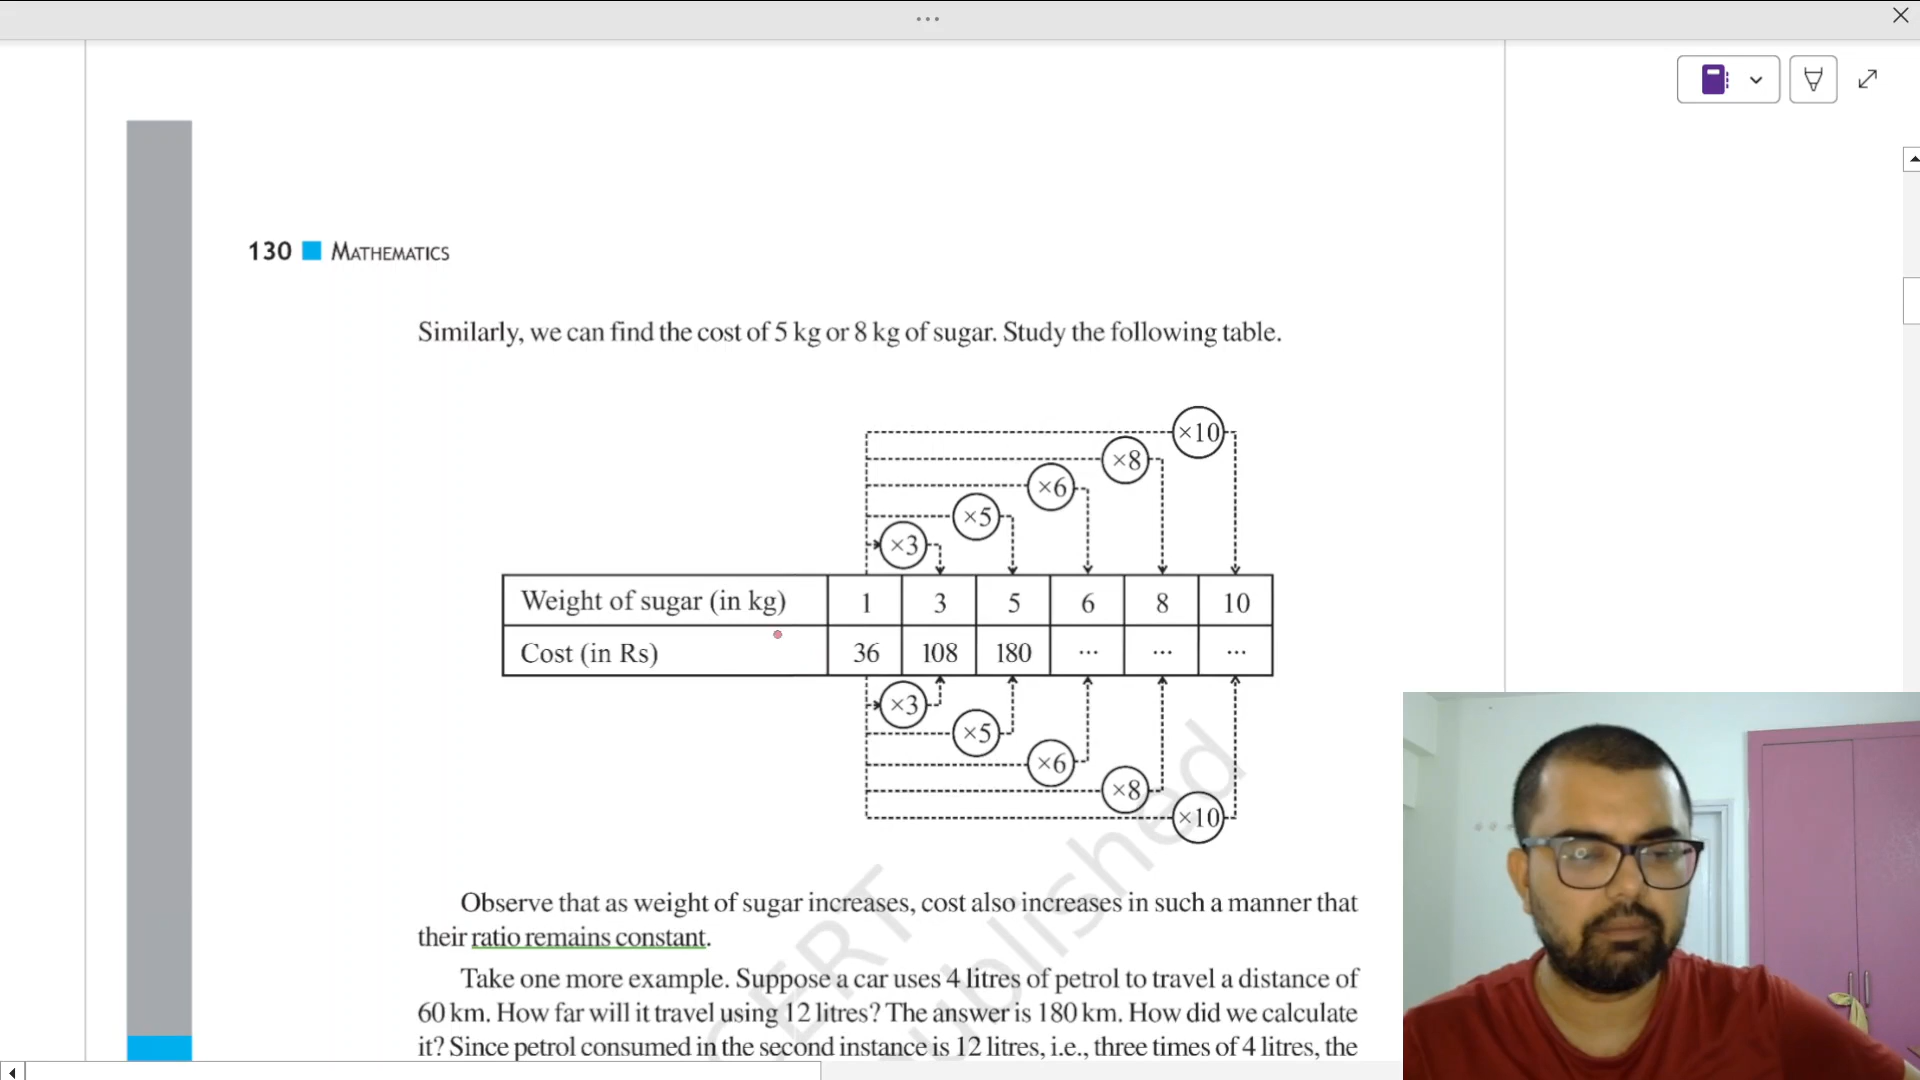 130 MATHEMATICS
Similarly, we can find the cost of 5 kg or 8 kg of sugar. Study the following table.
×10
×8
×6
×5
×3
Weight of sugar (in kg) 1 3 5 6 8 10
Cost (in Rs) 36 108 180 ... ... ...
×3
×5
×6
×8
×10
Observe that as weight of sugar increases, cost also increases in such a manner that
their ratio remains constant.
Take one more example. Suppose a car uses 4 litres of petrol to travel a distance of
60 km. How far will it travel using 12 litres? The answer is 180 km. How did we calculate
it? Since petrol consumed in the second instance is 12 litres, i.e., three times of 4 litres, the